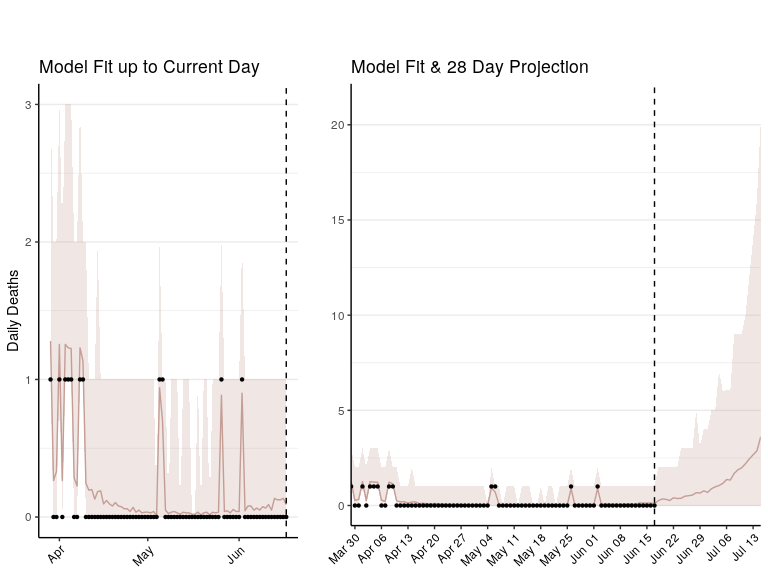 Model Fit up to Current Day
Model Fit & 28 Day Projection
Daily Deaths
3
2
1
0
Apr
May
Jun
20
15
10
5
0
Mar 30
Apr 06
Apr 13
Apr 20
Apr 27
May 04
May 11
May 18
May 25
Jun 01
Jun 08
Jun 15
Jun 22
Jun 29
Jul 06
Jul 13